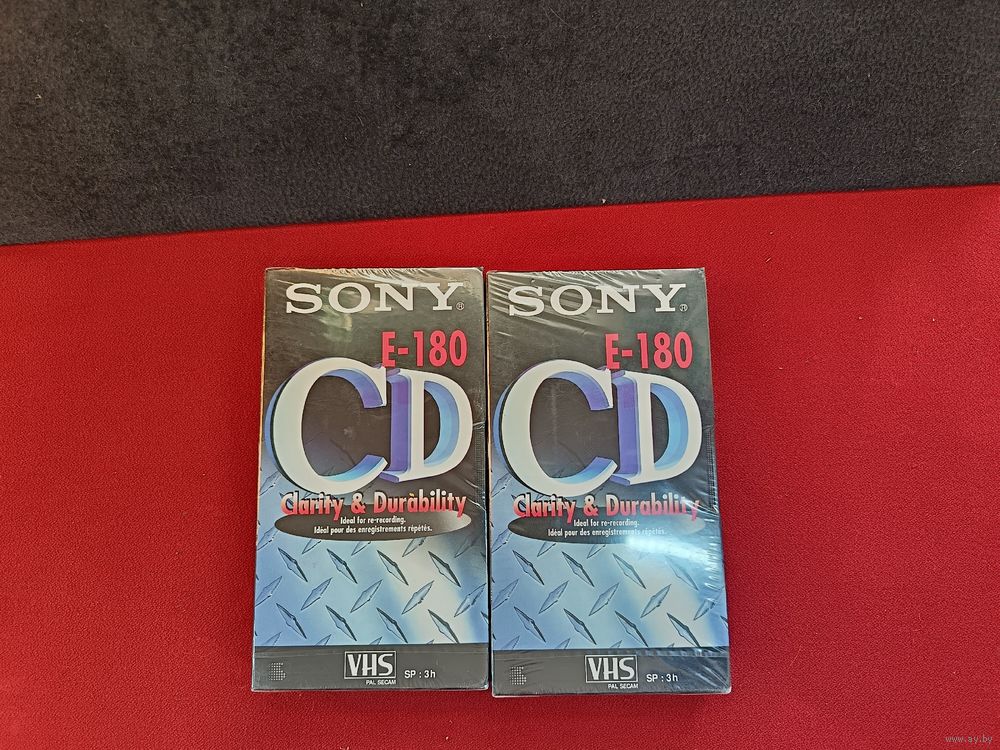 SONY®
E-180
CD
Clarity & Durability
Ideal for re-recording.
Idéal pour des enregistrements répétés.
VHS
PAL SECAM
SP : 3h
SONY®
E-180
CD
Clarity & Durability
Ideal for re-recording.
Idéal pour des enregistrements répétés.
VHS
PAL SECAM
SP : 3h
www.ay.by